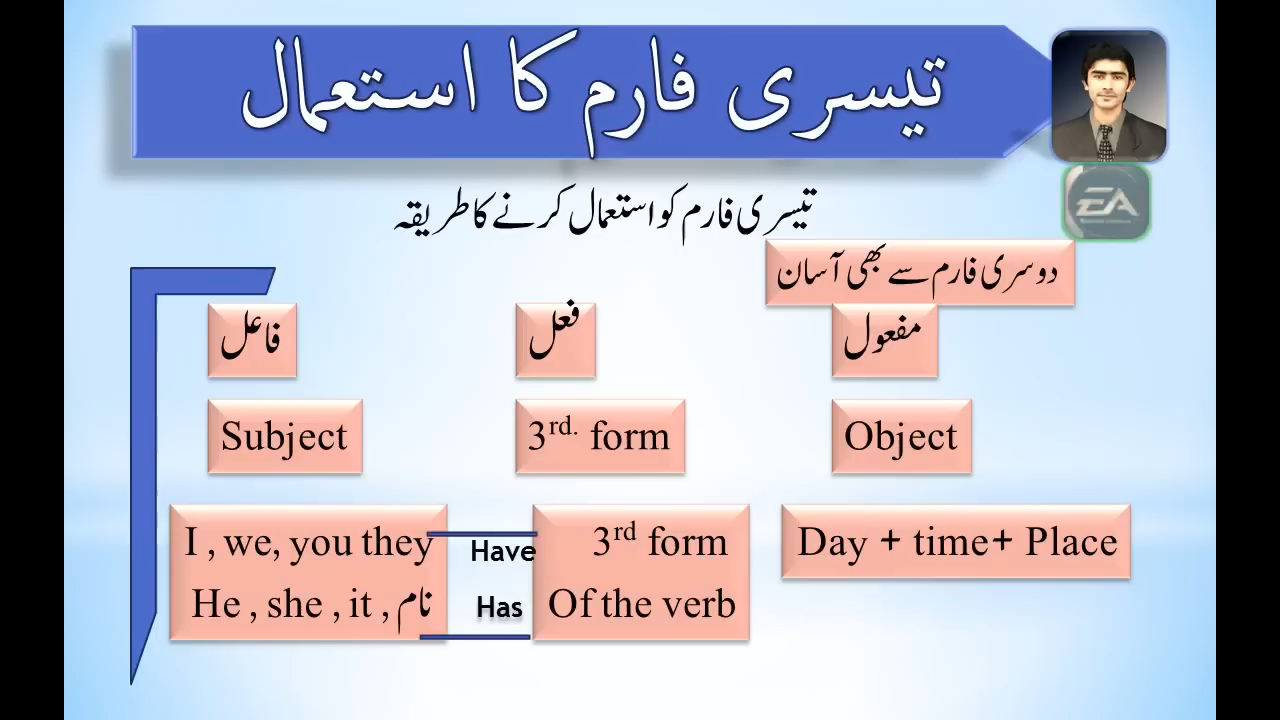 تیسری فارم کا استعمال
تیسری فارم کو استعمال کرنے کا طریقہ
EA
دوسری فارم سے بھی آسان
فاعل
فعل
مفعول
Subject
3rd. form
Object
I , we, you they
Have
3rd form
Day + time+ Place
He , she , it , نام
Has
Of the verb